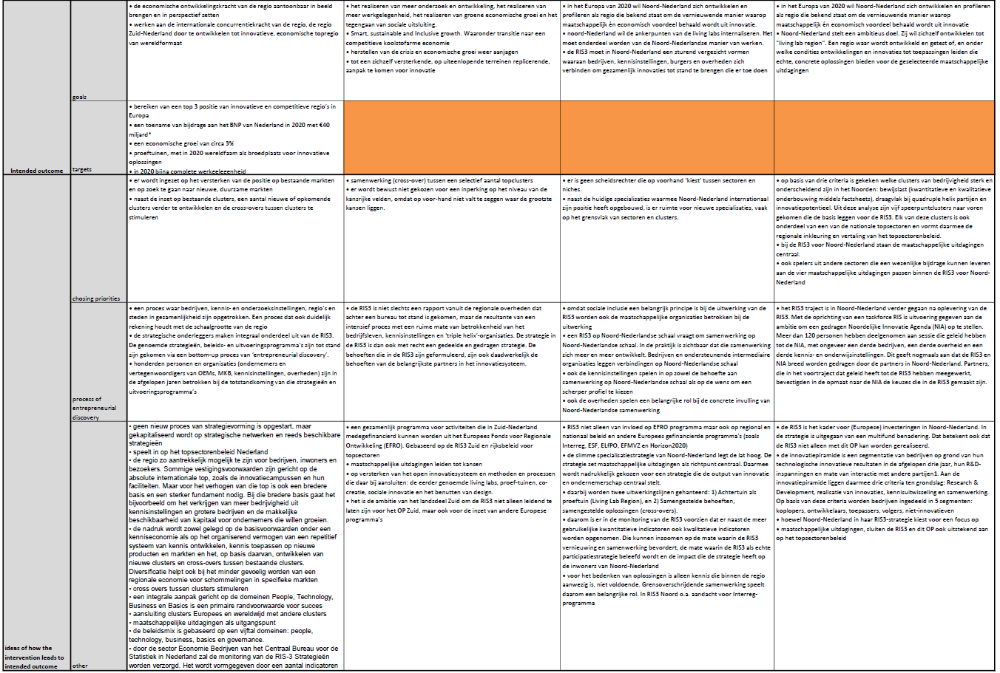 • de economische ontwikkelingskracht van de regio aantoonbaar in beeld
brengen en in perspectief zetten
• werken aan de internationale concurrentiekracht van de regio, de regio
Zuid-Nederland door te ontwikkelen tot innovatieve, economische topregio
van wereldformaat
• het realiseren van meer onderzoek en ontwikkeling, het realiseren van
meer werkgelegenheid, het realiseren van groene economische groei en het
tegengaan van sociale uitsluiting.
• Smart, sustainable and Inclusive growth. Waaronder transitie naar een
competitieve koolstofarme economie
• herstellen van de crisis en economische groei weer aanjagen
• tot een zichzelf versterkende, op uiteenlopende terreinen replicerende,
aanpak te komen voor innovatie
• in het Europa van 2020 wil Noord-Nederland zich ontwikkelen en
profileren als regio die bekend staat om de vernieuwende manier waarop
maatschappelijk én economisch voordeel behaald wordt uit innovatie.
• noord-Nederland wil de ankerpunten van de living labs internaliseren. Het
moet onderdeel worden van de Noord-Nederlandse manier van werken.
• de RIS3 moet in Noord-Nederland een sturend vergezicht vormen
waaraan bedrijven, kennisinstellingen, burgers en overheden zich
verbinden om gezamenlijk innovaties tot stand te brengen die er toe doen
• in het Europa van 2020 wil Noord-Nederland zich ontwikkelen en profileren
als regio die bekend staat om de vernieuwende manier waarop
maatschappelijk én economisch voordeel behaald wordt uit innovatie
• Noord-Nederland stelt een ambitieus doel. Zij wil zichzelf ontwikkelen tot
"living lab region". Een regio waar wordt ontwikkeld en getest of, en onder
welke condities ontwikkelingen en innovaties tot toepassingen leiden die
echte, concrete oplossingen bieden voor de geselecteerde maatschappelijke
uitdagingen
goals
• bereiken van een top 3 positie van innovatieve en competitieve regio's in
Europa
• een toename van bijdrage aan het BNP van Nederland in 2020 met €40
miljard*
• een economische groei van circa 3%
• proeftuinen, met in 2020 wereldfaam als broedplaats voor innovatieve
oplossingen
• in 2020 bijna complete werkgelegenheid
Intended outcome
targets
• er wordt ingezet op het versterken van de positie op bestaande markten
en op zoek te gaan naar nieuwe, duurzame markten
• naast de inzet op bestaande clusters, een aantal nieuwe of opkomende
clusters verder te ontwikkelen en de cross-overs tussen clusters te
stimuleren
• samenwerking (cross-over) tussen een selectief aantal topclusters
• er wordt bewust niet gekozen voor een inperking op het niveau van de
kansrijke velden, omdat op voor-hand niet valt te zeggen waar de grootste
kansen liggen.
• er is geen scheidsrechter die op voorhand 'kiest' tussen sectoren en
niches.
• naast de huidige specialisaties waarmee Noord-Nederland internationaal
zijn positie heeft opgebouwd, is er ruimte voor nieuwe specialisaties, vaak
op het grensvlak van sectoren en clusters.
• op basis van drie criteria is gekeken welke clusters van bedrijvigheid sterk en
onderscheidend zijn in het Noorden: bewijslast (kwantitatieve en kwalitatieve
onderbouwing middels factsheets), draagvlak bij quadruple helix partijen en
innovatiepotentieel. Uit deze analyse zijn vijf speerpuntclusters naar voren
gekomen die de basis leggen voor de RIS3. Elk van deze clusters is ook
onderdeel van een van de nationale topsectoren en vormt daarmee de
regionale inkleuring en vertaling van het topsectorenbeleid.
• bij de RIS3 voor Noord-Nederland staan de maatschappelijke uitdagingen
centraal.
• ook spelers uit andere sectoren die een wezenlijke bijdrage kunnen leveren
aan de vier maatschappelijke uitdagingen passen binnen de RIS3 voor Noord-
Nederland
chosing priorities
• een proces waar bedrijven, kennis- en onderzoeksinstellingen, regio's en
steden in gezamenlijkheid zijn opgetrokken. Een proces dat ook duidelijk
rekening houdt met de schaalgrootte van de regio
• de strategische onderleggers maken integraal onderdeel uit van de RIS3.
De genoemde strategieën, beleids- en uitvoeringsprogramma's zijn tot stand
zijn gekomen via een bottom-up proces van 'entrepreneurial discovery'.
• honderden personen en organisaties (ondernemers en
vertegenwoordigers van OEMs, MKB, kennisinstellingen, overheden) zijn in
de afgelopen jaren betrokken bij de totstandkoming van die strategieën en
uitvoeringsprogramma's
• de RIS3 is niet slechts een rapport vanuit de regionale overheden dat
achter een bureau tot stand is gekomen, maar de resultante van een
intensief proces met een ruime mate van betrokkenheid van het
bedrijfsleven, kennisinstellingen en 'triple helix'-organisaties. De strategie in
de RIS3 is dan ook met recht een gedeelde en gedragen strategie. De
behoeften die in de RIS3 zijn geformuleerd, zijn ook daadwerkelijk de
behoeften van de belangrijkste partners in het innovatiesysteem.
• omdat sociale inclusie een belangrijk principe is bij de uitwerking van de
RIS3 worden ook de maatschappelijke organisaties betrokken bij de
uitwerking
• een RIS3 op Noord-Nederlandse schaal vraagt om samenwerking op
Noord-Nederlandse schaal. In de praktijk is zichtbaar dat die samenwerking
zich meer en meer ontwikkelt. Bedrijven en ondersteunende intermediaire
organisaties leggen verbindingen op Noord-Nederlandse schaal
• ook de kennisinstellingen spelen in op zowel de behoefte aan
samenwerking op Noord-Nederlandse schaal als op de wens om een
scherper profiel te kiezen
• ook de overheden spelen een belangrijke rol bij de concrete invulling van
Noord-Nederlandse samenwerking
• het RIS3 traject is in Noord-Nederland verder gegaan na oplevering van de
RIS3. Met de oprichting van een taskforce RIS is uitvoering gegeven aan de
ambitie om een gedragen Noordelijke Innovatie Agenda (NIA) op te stellen.
Meer dan 120 personen hebben deelgenomen aan sessie die geleid hebben
tot de NIA, met ongeveer een derde bedrijven, een derde overheid en een
derde kennis- en onderwijsinstellingen. Dit geeft nogmaals aan dat de RIS3 en
NIA breed worden gedragen door de partners in Noord-Nederland. Partners,
die in het voortraject dat geleid heeft tot de RIS3 hebben meegewerkt,
bevestigden in de opmaat naar de NIA de keuzes die in de RIS3 gemaakt zijn.
process of
entrepreneurial
discovery
• geen nieuw proces van strategievorming is opgestart, maar
gekapitaliseerd wordt op strategische netwerken en reeds beschikbare
strategieën
• speelt in op het topsectorenbeleid Nederland
• de regio zo aantrekkelijk mogelijk te zijn voor bedrijven, inwoners en
bezoekers. Sommige vestigingsvoorwaarden zijn gericht op de
absolute internationale top, zoals de innovatiecampussen en hun
faciliteiten. Maar voor het verhogen van die top is ook een bredere
basis en een sterker fundament nodig. Bij die bredere basis gaat het
bijvoorbeeld om het verkrijgen van meer bedrijvigheid uit
kennisinstellingen en grotere bedrijven en de makkelijke
beschikbaarheid van kapitaal voor ondernemers die willen groeien.
• de nadruk wordt zowel gelegd op de basisvoorwaarden onder een
kenniseconomie als op het organiserend vermogen van een repetitief
systeem van kennis ontwikkelen, kennis toepassen op nieuwe
producten en markten en het, op basis daarvan, ontwikkelen van
nieuwe clusters en cross-overs tussen bestaande clusters.
Diversificatie helpt ook bij het minder gevoelig worden van een
regionale economie voor schommelingen in specifieke markten
• cross overs tussen clusters stimuleren
• een integrale aanpak gericht op de domeinen People, Technology,
Business en Basics is een primaire randvoorwaarde voor succes
• aansluiting clusters Europees en wereldwijd met andere clusters
• maatschappelijke uitdagingen als uitgangspunt
• de beleidsmix is gebaseerd op een vijftal domeinen: people,
technology, business, basics en governance.
• door de sector Economie Bedrijven van het Centraal Bureau voor de
Statistiek in Nederland zal de monitoring van de RIS-3 Strategieën
worden verzorgd. Het wordt vormgegeven door een aantal indicatoren
• een gezamenlijk programma voor activiteiten die in Zuid-Nederland
medegefinancierd kunnen worden uit het Europees Fonds voor Regionale
Ontwikkeling (EFRO). Gebaseerd op de RIS3 Zuid en rijksbeleid voor
topsectoren
• maatschappelijke uitdagingen leiden tot kansen
• op versterken van het open innovatiesysteem en methoden en processen
die daar bij aansluiten: de eerder genoemde living labs, proef-tuinen, co-
creatie, sociale innovatie en het benutten van design.
• het is de ambitie van het landsdeel Zuid om de RIS3 niet alleen leidend te
laten zijn voor het OP Zuid, maar ook voor de inzet van andere Europese
programma's
• RIS3 niet alleen van invloed op EFRO programma maar ook op regional en
nationaal beleid en andere Europees gefinancierde programma's (zoals
Interreg, ESF, ELfPO, EFMVZ en Horizon2020)
• de slimme specialisatiestrategie van Noord-Nederland legt de lat hoog. De
strategie zet maatschappelijke uitdagingen als richtpunt centraal. Daarmee
wordt nadrukkelijk gekozen voor een strategie die de output van innovatie
en ondernemerschap centraal stelt.
• daarbij worden twee uitwerkingslijnen gehanteerd: 1) Achtertuin als
proeftuin (Living Lab Region), en 2) Samengestelde behoeften,
samengestelde oplossingen (cross-overs).
• daarom is er in de monitoring van de RIS3 voorzien dat er naast de meer
gebruikelijke kwantitatieve indicatoren ook kwalitatieve indicatoren
worden opgenomen. Die kunnen inzoomen op de mate waarin de RIS3
vernieuwing en samenwerking bevordert, de mate waarin de RIS3 als echte
participatiestrategie beleefd wordt en de impact die de strategie heeft op
de inwoners van Noord-Nederland
• voor het bedenken van oplossingen is alleen kennis die binnen de regio
aanwezig is, niet voldoende. Grensoverschrijdende samenwerking speelt
daarom een belangrijke rol. In RIS3 Noord o.a. aandacht voor Interreg-
programma
• de RIS3 is het kader voor (Europese) investeringen in Noord-Nederland. In
de strategie is uitgegaan van een multifund benadering. Dat betekent ook dat
de RIS3 niet alleen met dit OP kan worden gerealiseerd.
• de innovatiepiramide is een segmentatie van bedrijven op grond van hun
technologische innovatieve resultaten in de afgelopen drie jaar, hun R&D-
inspanningen en mate van interactie met andere partijen1. Aan de
innovatiepiramide liggen daarmee drie criteria ten grondslag: Research &
Development, realisatie van innovaties, kennisuitwisseling en samenwerking.
Op basis van deze criteria worden bedrijven ingedeeld in 5 segmenten:
koplopers, ontwikkelaars, toepassers, volgers, niet-innovatieven
• hoewel Noord-Nederland in haar RIS3-strategie kiest voor een focus op
• maatschappelijke uitdagingen, sluiten de RIS3 en dit OP ook uitstekend aan
op het topsectorenbeleid
ideas of how the
intervention leads to
intended outcome
other